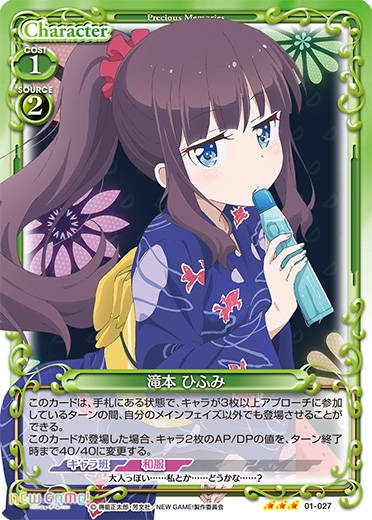 Precious Memories
Character
COST
1
SOURCE
2
滝本 ひふみ
このカードは、手札にある状態で、キャラが3枚以上アプローチに参加
しているターンの間、自分のメインフェイズ以外でも登場させることが
できる。
このカードが登場した場合、キャラ2枚のAP/DPの値を、ターン終了
時まで40/40に変更する。
キャラ班 和服
大人っぽい……私とか……どうかな……?
NEW GAME!
© 得能正太郎・芳文社/NEW GAME!製作委員会
01-027